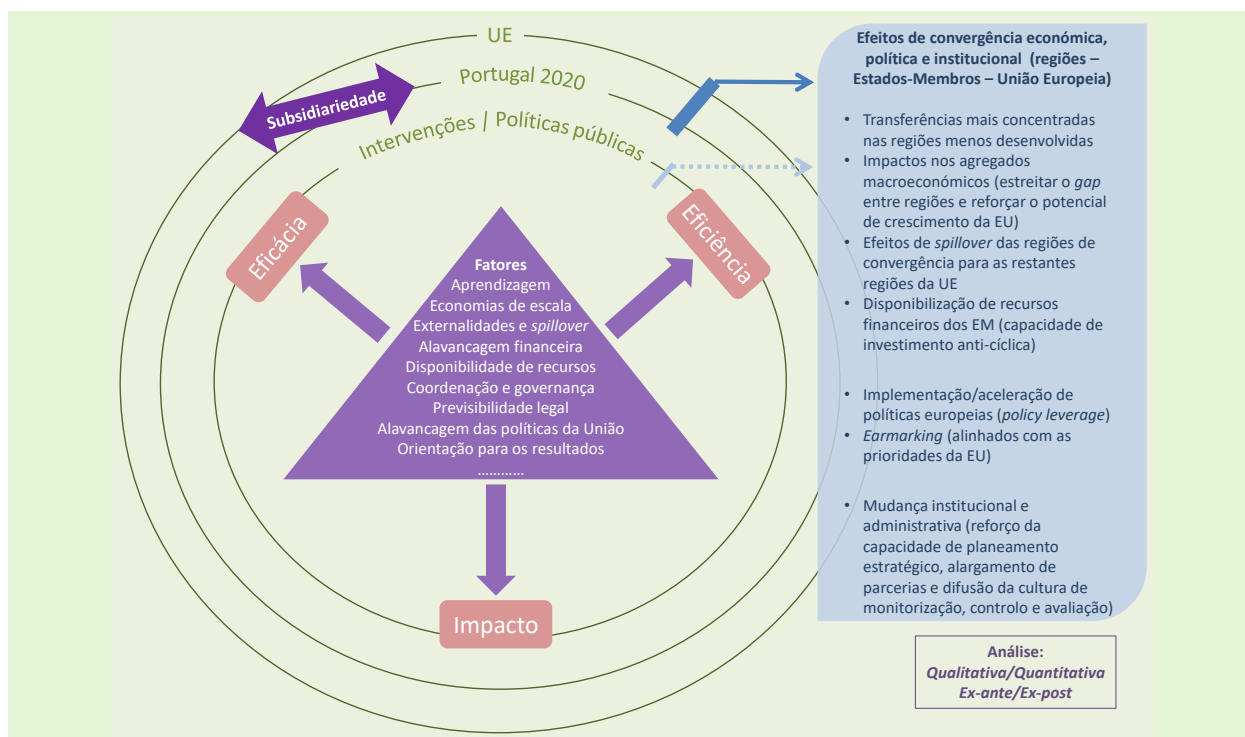 UE
Portugal 2020
Subsidiariedade
Intervenções | Políticas públicas
Eficácia
Eficiência
Fatores
Aprendizagem
Economias de escala
Externalidades e spillover
Alavancagem financeira
Disponibilidade de recursos
Coordenação e governança
Previsibilidade legal
Alavancagem das políticas da União
Orientação para os resultados
…………
Impacto
Efeitos de convergência económica,
política e institucional (regiões –
Estados-Membros – União Europeia)
• Transferências mais concentradas
nas regiões menos desenvolvidas
• Impactos nos agregados
macroeconómicos (estreitar o gap
entre regiões e reforçar o potencial
de crescimento da EU)
• Efeitos de spillover das regiões de
convergência para as restantes
regiões da UE
• Disponibilização de recursos
financeiros dos EM (capacidade de
investimento anti-cíclica)
• Implementação/aceleração de
políticas europeias (policy leverage)
• Earmarking (alinhados com as
prioridades da EU)
• Mudança institucional e
administrativa (reforço da
capacidade de planeamento
estratégico, alargamento de
parcerias e difusão da cultura de
monitorização, controlo e avaliação)
Análise:
Qualitativa/Quantitativa
Ex-ante/Ex-post